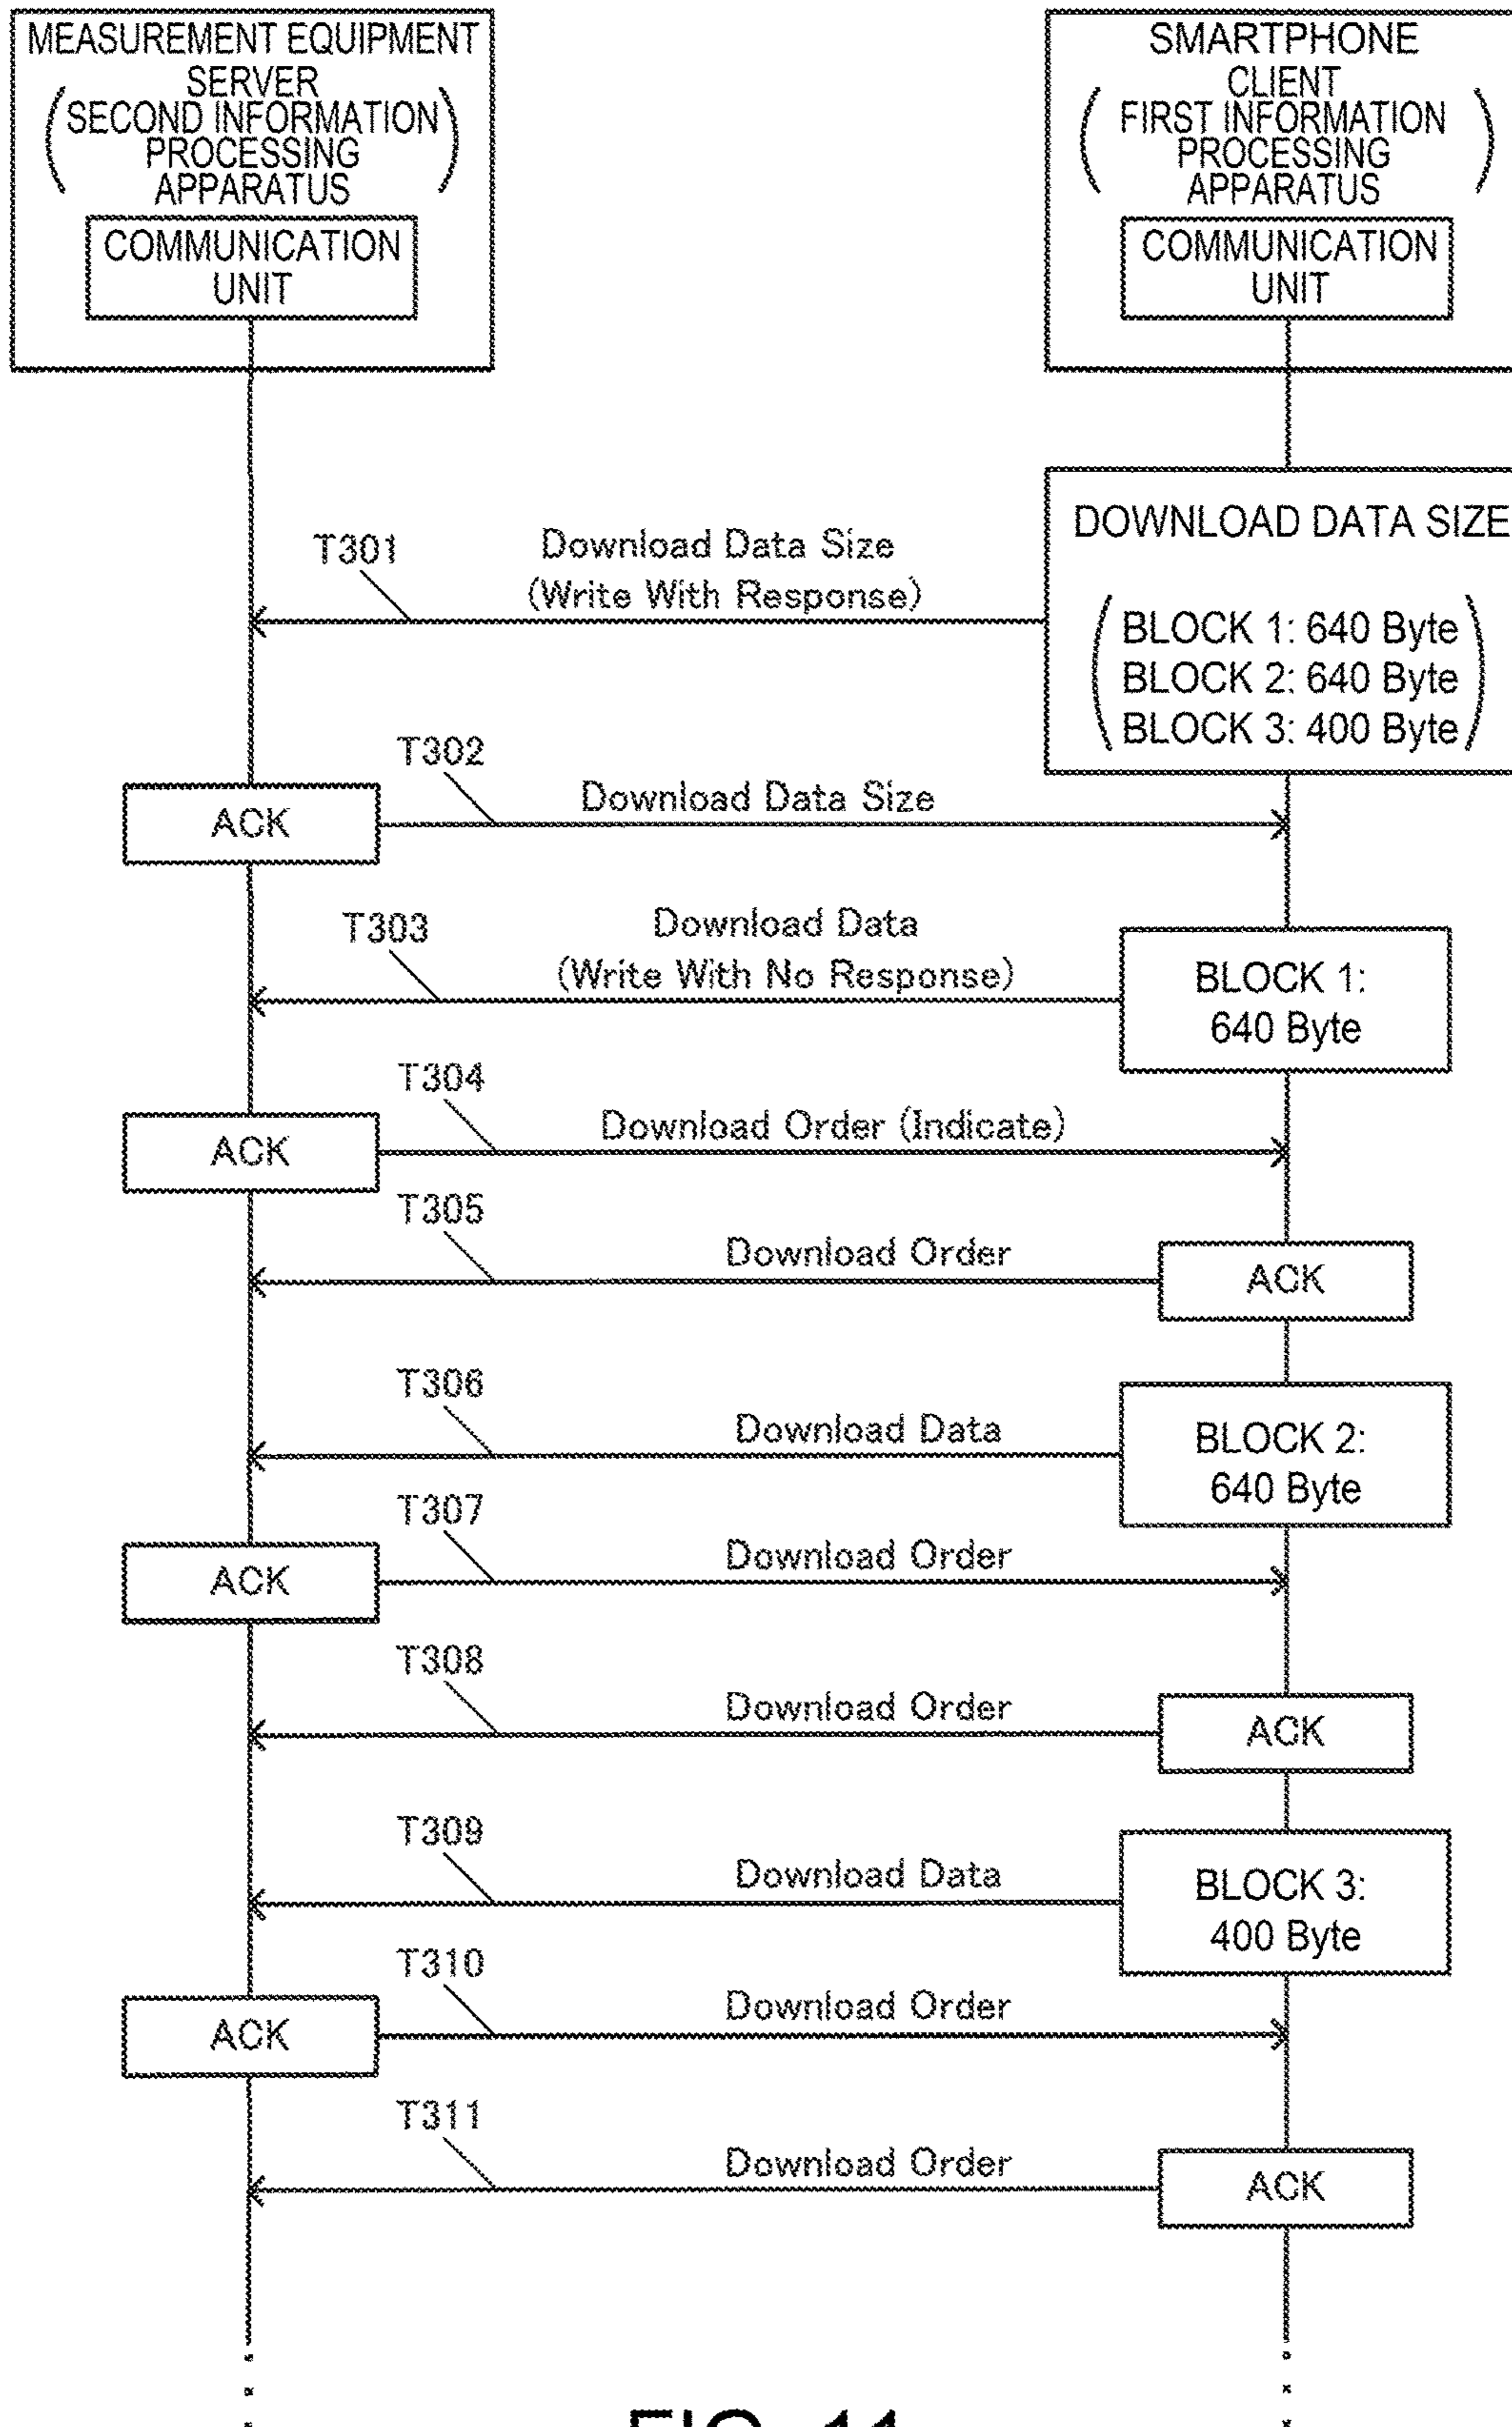 MEASUREMENT EQUIPMENT
SERVER
SECOND INFORMATION
PROCESSING
APPARATUS
COMMUNICATION
UNIT
SMARTPHONE
CLIENT
FIRST INFORMATION
PROCESSING
APPARATUS
COMMUNICATION
UNIT
DOWNLOAD DATA SIZE
BLOCK 1: 640 Byte
BLOCK 2: 640 Byte
BLOCK 3: 400 Byte
T301
Download Data Size
(Write With Response)
T302
ACK
Download Data Size
T303
Download Data
(Write With No Response)
BLOCK 1:
640 Byte
T304
ACK
Download Order (Indicate)
T305
Download Order
ACK
T306
Download Data
BLOCK 2:
640 Byte
T307
ACK
Download Order
T308
Download Order
ACK
T309
Download Data
BLOCK 3:
400 Byte
T310
ACK
Download Order
T311
Download Order
ACK
FIG. 11